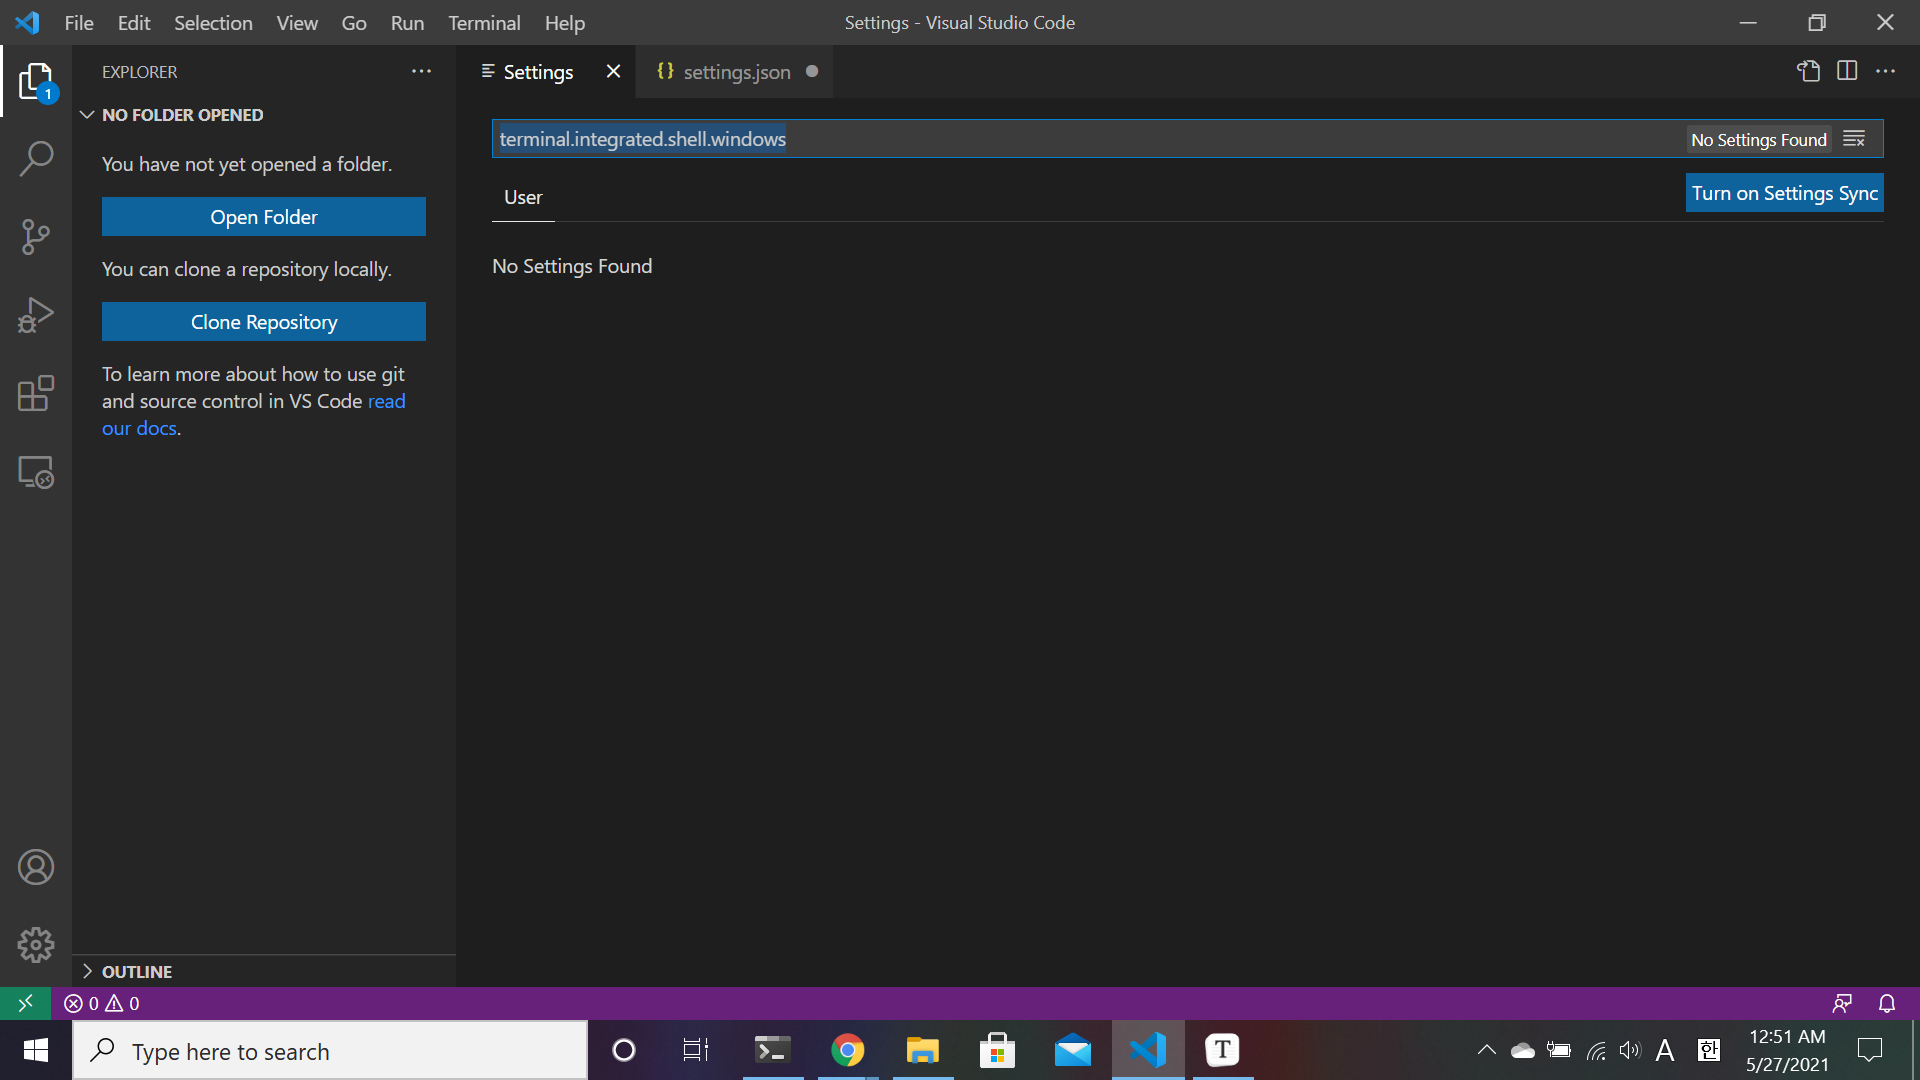 File Edit Selection View Go Run Terminal Help
Settings - Visual Studio Code
EXPLORER
1
NO FOLDER OPENED
You have not yet opened a folder.
Open Folder
You can clone a repository locally.
Clone Repository
To learn more about how to use git
and source control in VS Code read
our docs.
OUTLINE
Settings
{} settings.json
terminal.integrated.shell.windows
No Settings Found
User
Turn on Settings Sync
No Settings Found
0 0
Type here to search
T
A
한
12:51 AM
5/27/2021